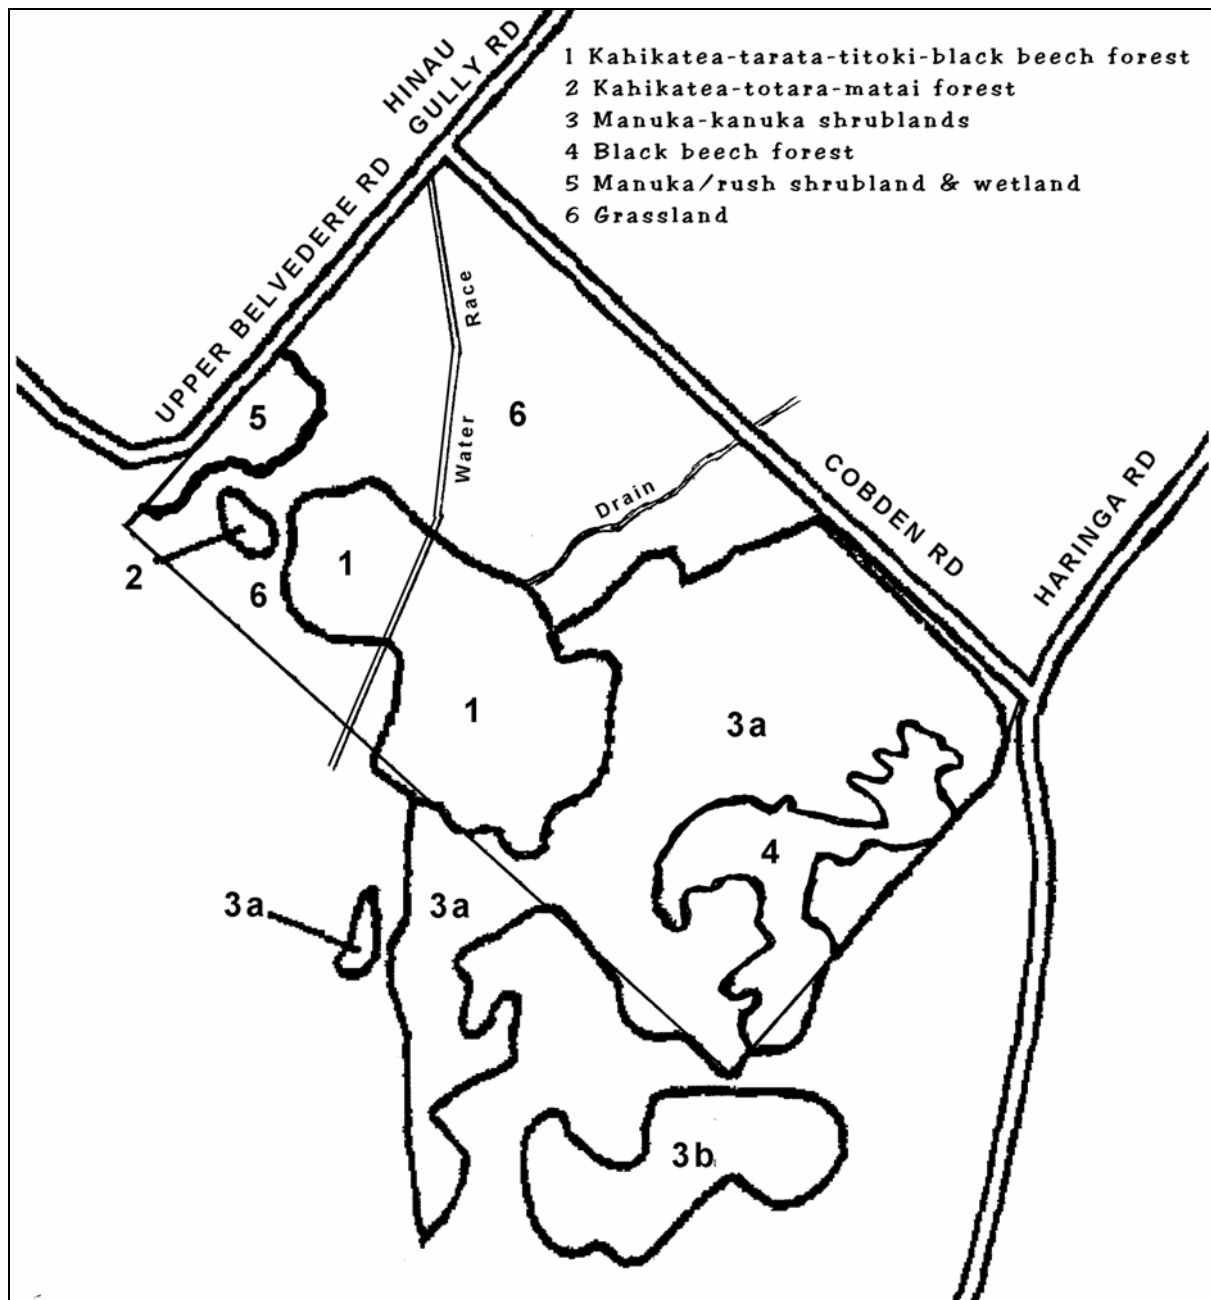 HINAU
GULLY RD
1 Kahikatea-tarata-titoki-black beech forest
2 Kahikatea-totara-matai forest
3 Manuka-kanuka shrublands
4 Black beech forest
5 Manuka/rush shrubland & wetland
6 Grassland
UPPER BELVEDERE RD
Water Race
5
6
Drain
COBDEN RD
HARINGA RD
2
1
6
1
3a
4
3a
3a
3b